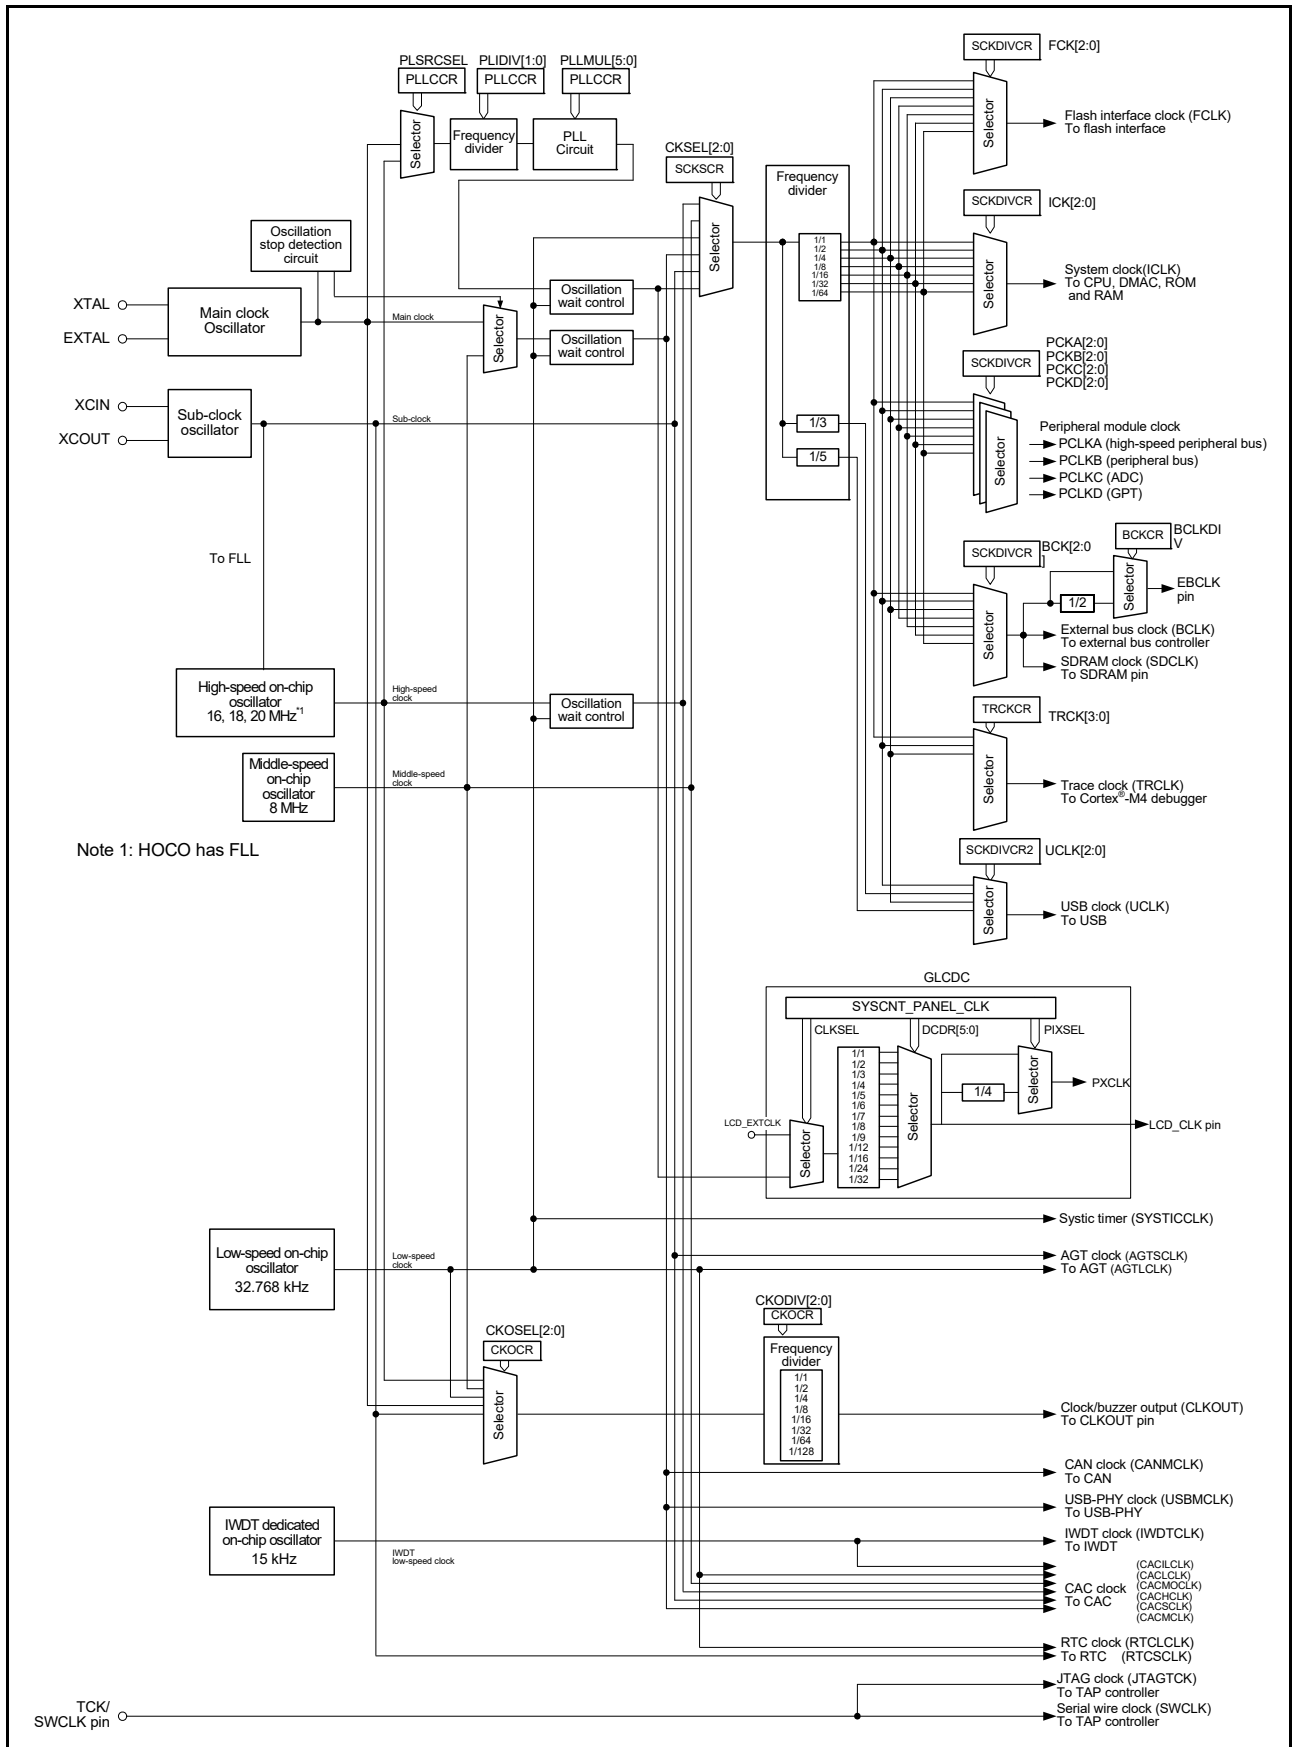 PLSRCSEL PLIDIV[1:0] PLLMUL[5:0]
PLLCCR PLLCCR PLLCCR
Selector
Frequency
divider
PLL
Circuit
CKSEL[2:0]
SCKSCR
Selector
Frequency
divider
1/1
1/2
1/4
1/8
1/16
1/32
1/64
1/3
1/5
SCKDIVCR FCK[2:0]
Selector
Flash interface clock (FCLK)
To flash interface
SCKDIVCR ICK[2:0]
Selector
System clock(ICLK)
To CPU, DMAC, ROM
and RAM
Oscillation
stop detection
circuit
XTAL
EXTAL
Main clock
Oscillator
Main clock
Selector
Oscillation
wait control
Oscillation
wait control
XCIN
XCOUT
Sub-clock
oscillator
Sub-clock
SCKDIVCR
PCKA[2:0]
PCKB[2:0]
PCKC[2:0]
PCKD[2:0]
Selector
Peripheral module clock
PCLKA (high-speed peripheral bus)
PCLKB (peripheral bus)
PCLKC (ADC)
PCLKD (GPT)
To FLL
SCKDIVCR
BCK[2:0
]
Selector
BCKCR
BCLKDI
V
Selector
1/2
EBCLK
pin
External bus clock (BCLK)
To external bus controller
SDRAM clock (SDCLK)
To SDRAM pin
High-speed on-chip
oscillator
16, 18, 20 MHz*1
High-speed
clock
Oscillation
wait control
Middle-speed
on-chip
oscillator
8 MHz
Middle-speed
clock
TRCKCR TRCK[3:0]
Selector
Trace clock (TRCLK)
To Cortex®-M4 debugger
Note 1: HOCO has FLL
SCKDIVCR2 UCLK[2:0]
Selector
USB clock (UCLK)
To USB
GLCDC
SYSCNT_PANEL_CLK
CLKSEL DCDR[5:0] PIXSEL
1/1
1/2
1/3
1/4
1/5
1/6
1/7
1/8
1/9
1/12
1/16
1/24
1/32
Selector
1/4
Selector
PXCLK
LCD_EXTCLK
Selector
LCD_CLK pin
Systic timer (SYSTICCLK)
Low-speed on-chip
oscillator
32.768 kHz
Low-speed
clock
AGT clock (AGTSCLK)
To AGT (AGTLCLK)
CKOSEL[2:0]
CKOCR
Selector
CKODIV[2:0]
CKOCR
Frequency
divider
1/1
1/2
1/4
1/8
1/16
1/32
1/64
1/128
Clock/buzzer output (CLKOUT)
To CLKOUT pin
CAN clock (CANMCLK)
To CAN
USB-PHY clock (USBMCLK)
To USB-PHY
IWDT dedicated
on-chip oscillator
15 kHz
IWDT
low-speed clock
IWDT clock (IWDTCLK)
To IWDT
CAC clock
To CAC
(CACILCLK)
(CACLCLK)
(CACMOCLK)
(CACHCLK)
(CACSCLK)
(CACMCLK)
RTC clock (RTCLCLK)
To RTC (RTCSCLK)
JTAG clock (JTAGTCK)
To TAP controller
TCK/
SWCLK pin
Serial wire clock (SWCLK)
To TAP controller